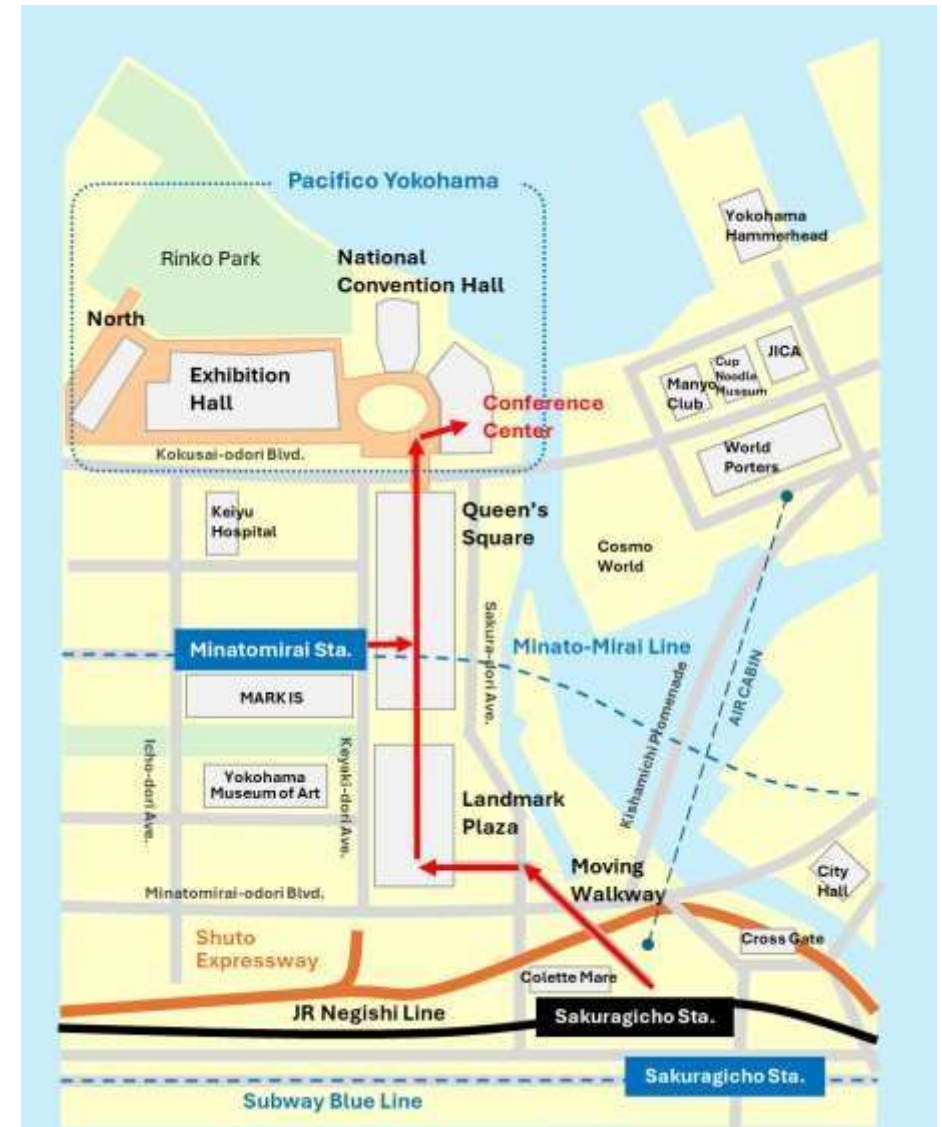 Pacifico Yokohama
Yokohama
Hammerhead
Rinko Park
National
Convention Hall
North
Exhibition
Hall
JICA
Cup
Noodle
Museum
Manyo
Club
Conference
Center
World
Porters
Kokusai-odori Blvd.
Keiyu
Hospital
Queen's
Square
Cosmo
World
Sakura-dori Ave.
Minatomirai Sta.
Minato-Mirai Line
MARK IS
Kishamichi Promenade
AIR CABIN
Icho-dori Ave.
Keyaki-dori Ave.
Yokohama
Museum of Art
Landmark
Plaza
Moving
Walkway
City
Hall
Minatomirai-odori Blvd.
Shuto
Expressway
Cross Gate
Colette Mare
JR Negishi Line
Sakuragicho Sta.
Sakuragicho Sta.
Subway Blue Line